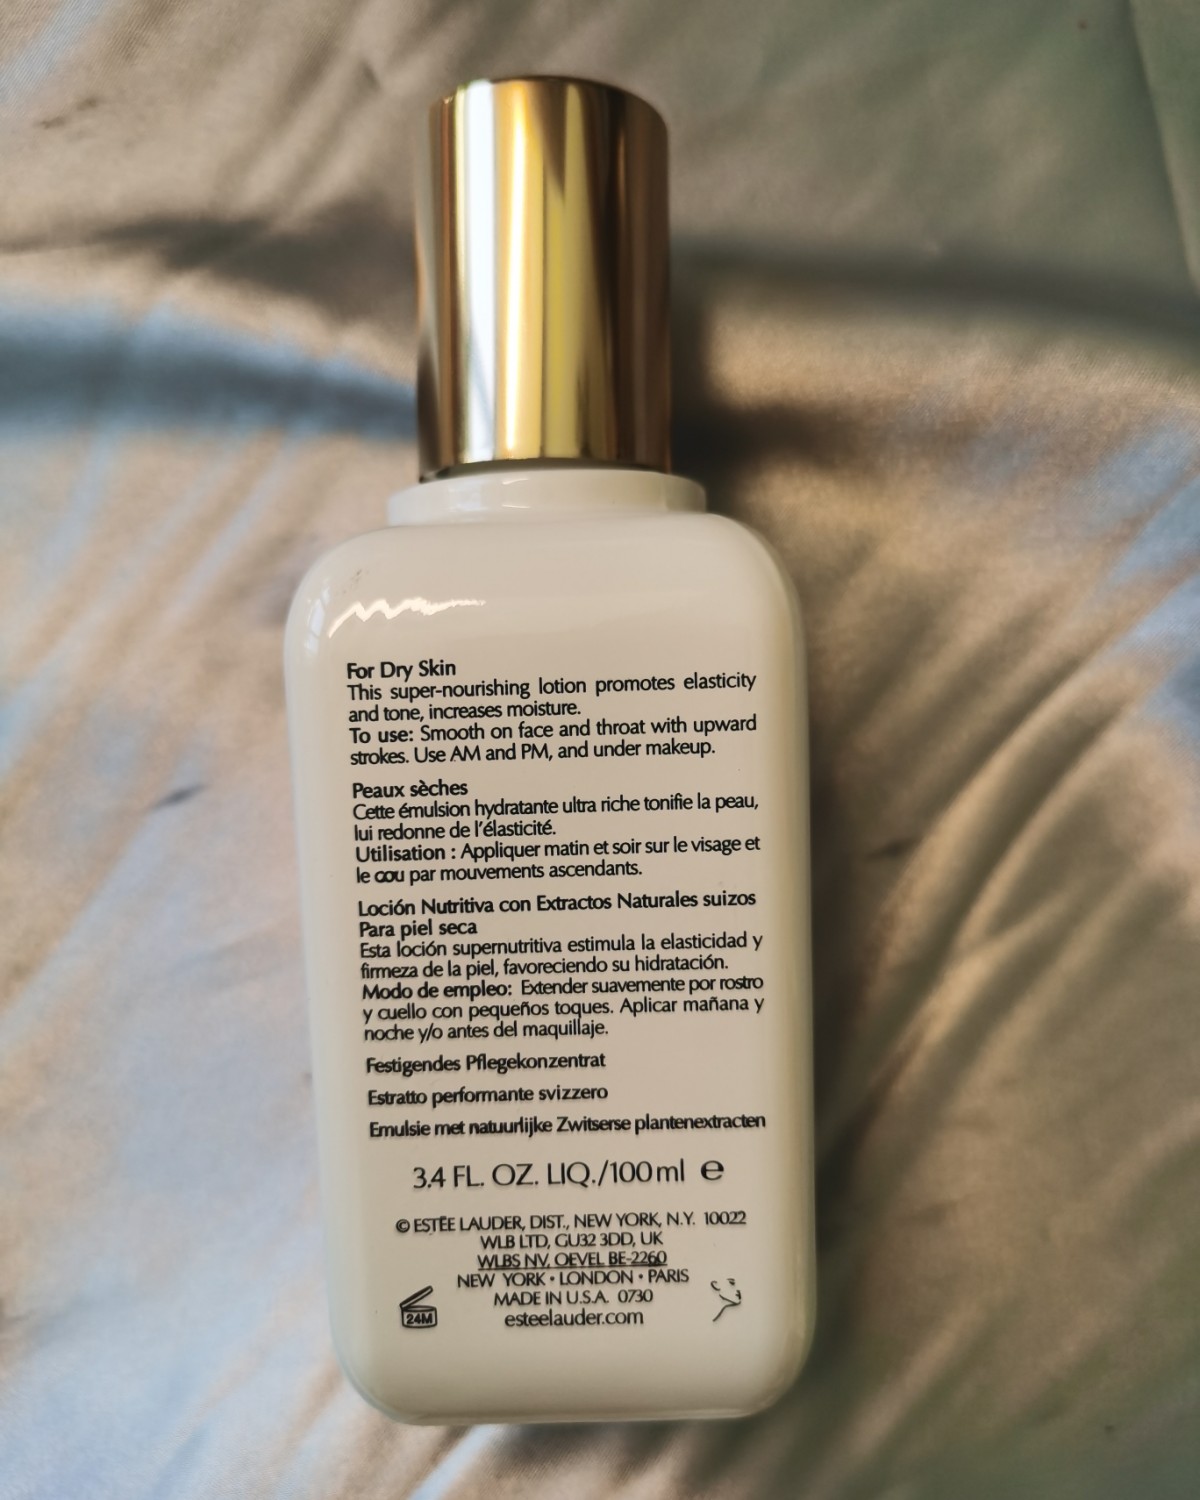 For Dry Skin
This super-nourishing lotion promotes elasticity
and tone, increases moisture.
To use: Smooth on face and throat with upward
strokes. Use AM and PM, and under makeup.
Peaux sèches
Cette émulsion hydratante ultra riche tonifie la peau,
lui redonne de l'élasticité.
Utilisation : Appliquer matin et soir sur le visage et
le cou par mouvements ascendants.
Loción Nutritiva con Extractos Naturales suizos
Para piel seca
Esta loción supernutritiva estimula la elasticidad y
firmeza de la piel, favoreciendo su hidratación.
Modo de empleo: Extender suavemente por rostro
y cuello con pequeños toques. Aplicar mañana y
noche y/o antes del maquillaje.
Festigendes Pflegekonzentrat
Estratto performante svizzero
Emulsie met natuurlijke Zwitserse plantenextracten
3.4 FL. OZ. LIQ./100ml e
© ESTĒE LAUDER, DIST., NEW YORK, N.Y. 10022
WLB LTD, GU32 3DD, UK
WLBS NV, OEVEL BE-2260
NEW YORK • LONDON • PARIS
MADE IN U.S.A. 0730
24M esteelauder.com